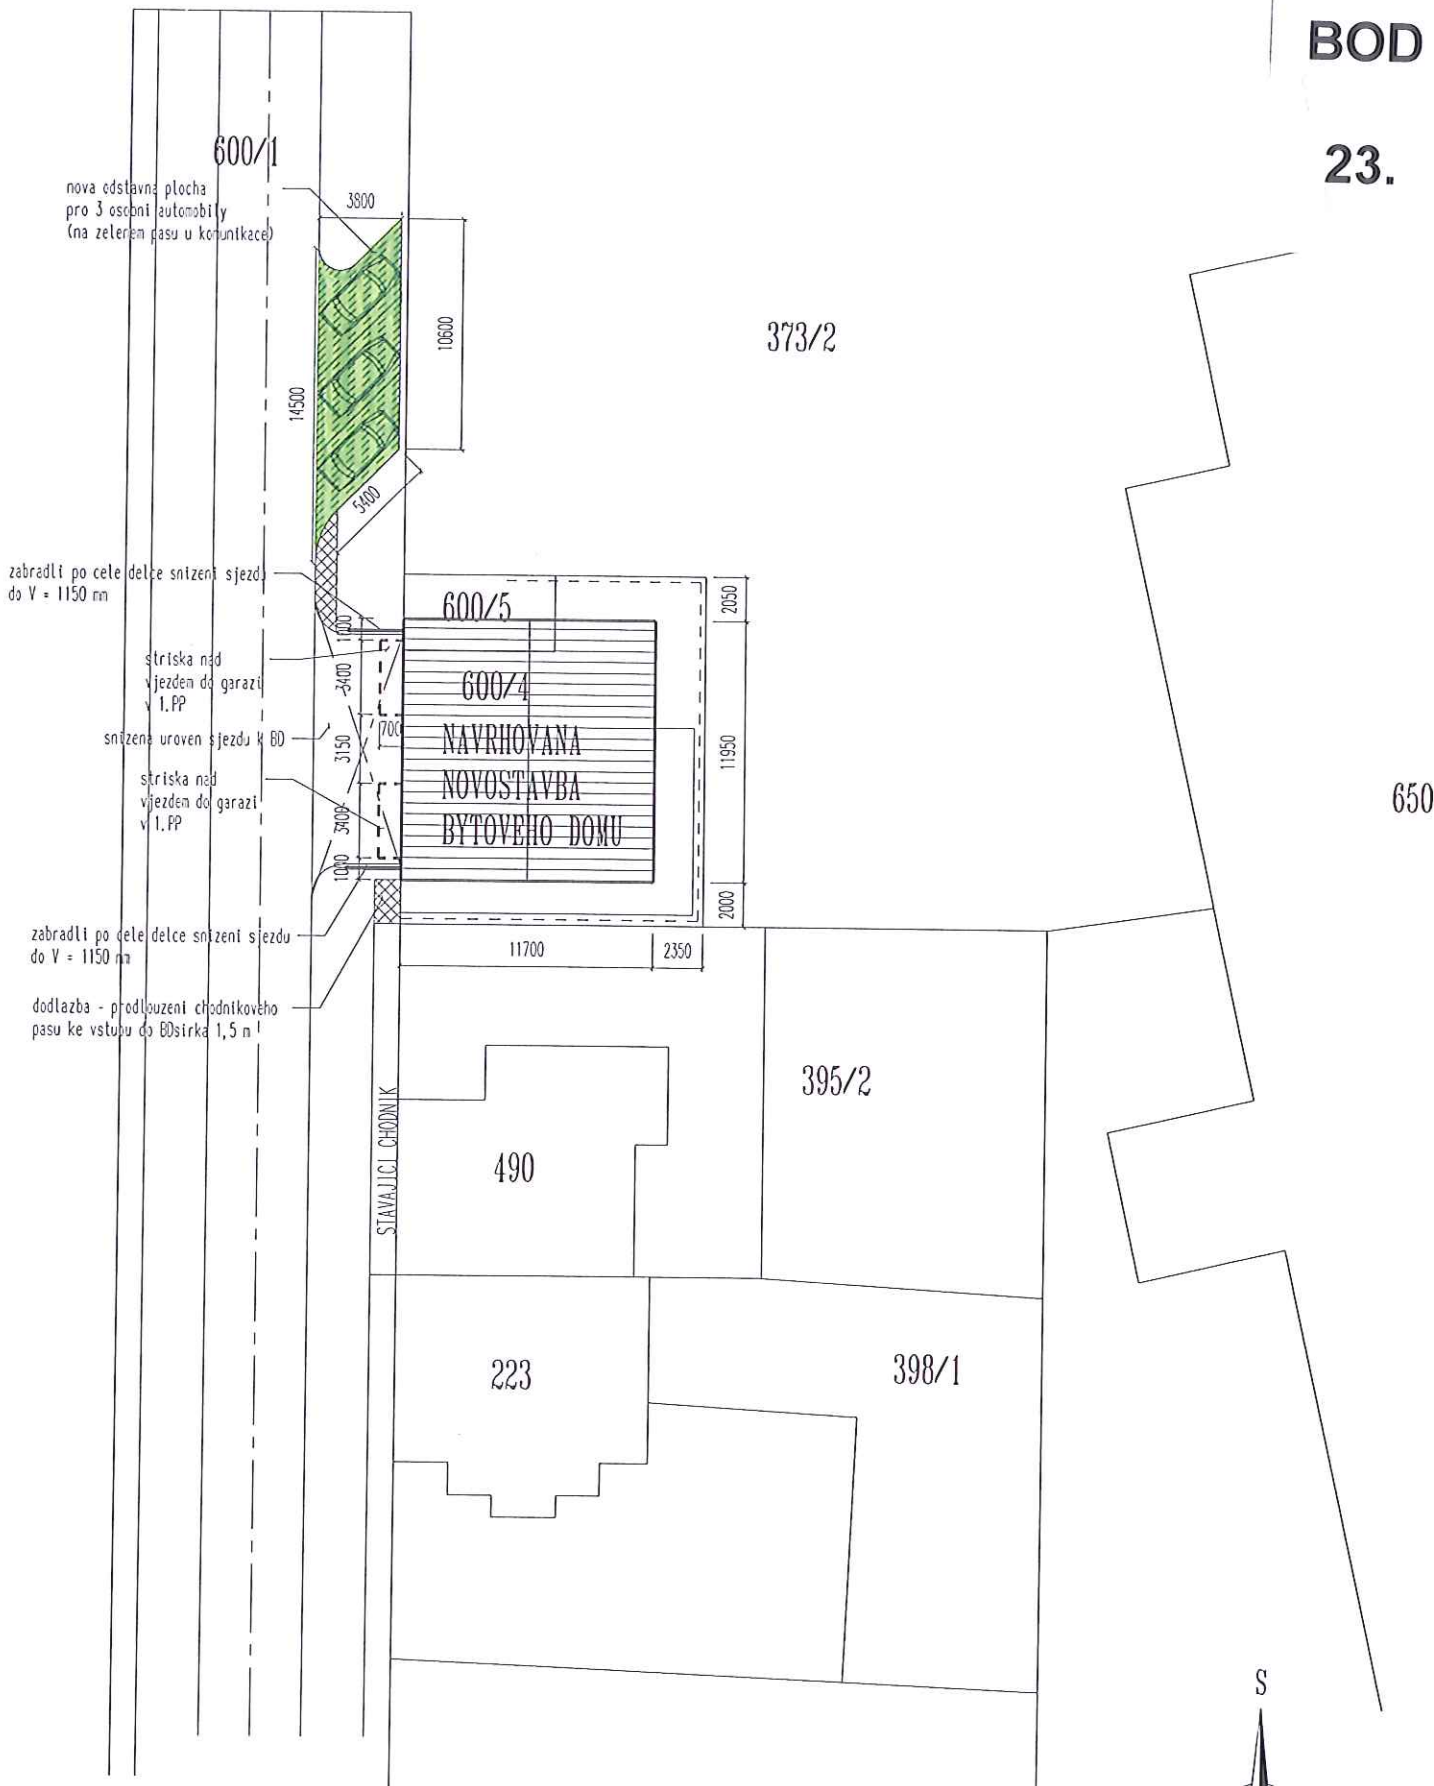 BOD
23.
600/1
nova odstavna plocha
pro 3 osobni automobily
(na zelenem pasu u komunikace)
3800
10600
373/2
14500
5400
zabradli po cele delce snizeni sjezdu
do V = 1150 mm
600/5
2050
1000
striska nad
vjezdem do garazi
v 1.PP
3400
600/4
700
snizena uroven sjezdu k BD
3150
NAVRHOVANA
NOVOSTAVBA
BYTOVEHO DOMU
11950
650
striska nad
vjezdem do garazi
v 1.PP
3400
1000
2000
zabradli po cele delce snizeni sjezdu
do V = 1150 mm
11700
2350
dodlazba - prodlouzeni chodnikoveho
pasu ke vstupu do BDsirka 1,5 m
395/2
STAVAJICI CHODNIK
490
223
398/1
S